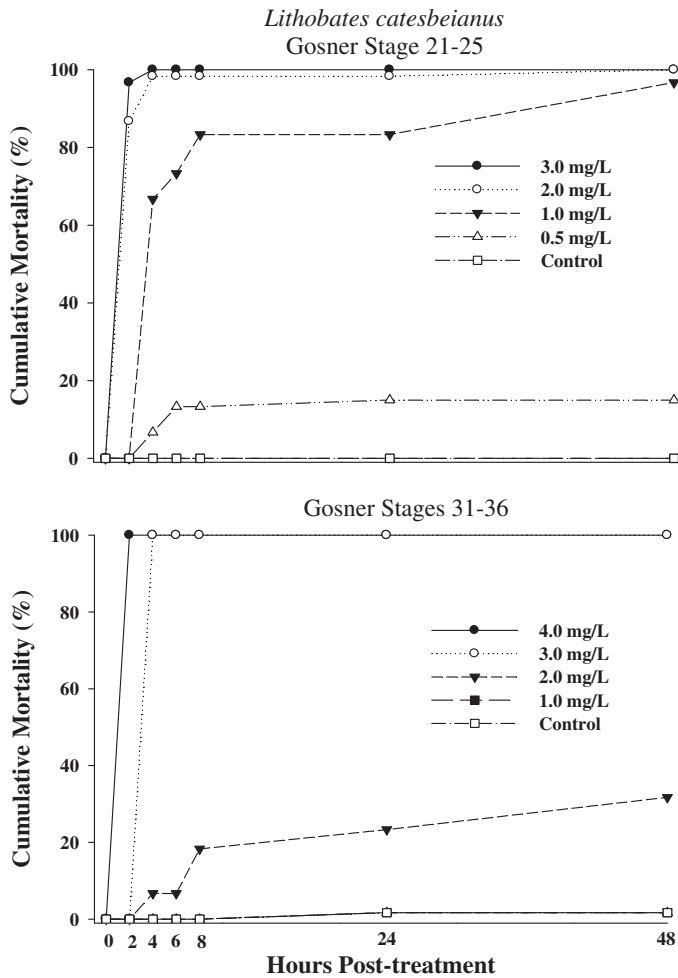 Lithobates catesbeianus
Gosner Stage 21-25
100
80
60
40
20
0
Cumulative Mortality (%)
3.0 mg/L
2.0 mg/L
1.0 mg/L
0.5 mg/L
Control
Gosner Stages 31-36
100
80
60
40
20
0
Cumulative Mortality (%)
4.0 mg/L
3.0 mg/L
2.0 mg/L
1.0 mg/L
Control
0 2 4 6 8 24 48
Hours Post-treatment